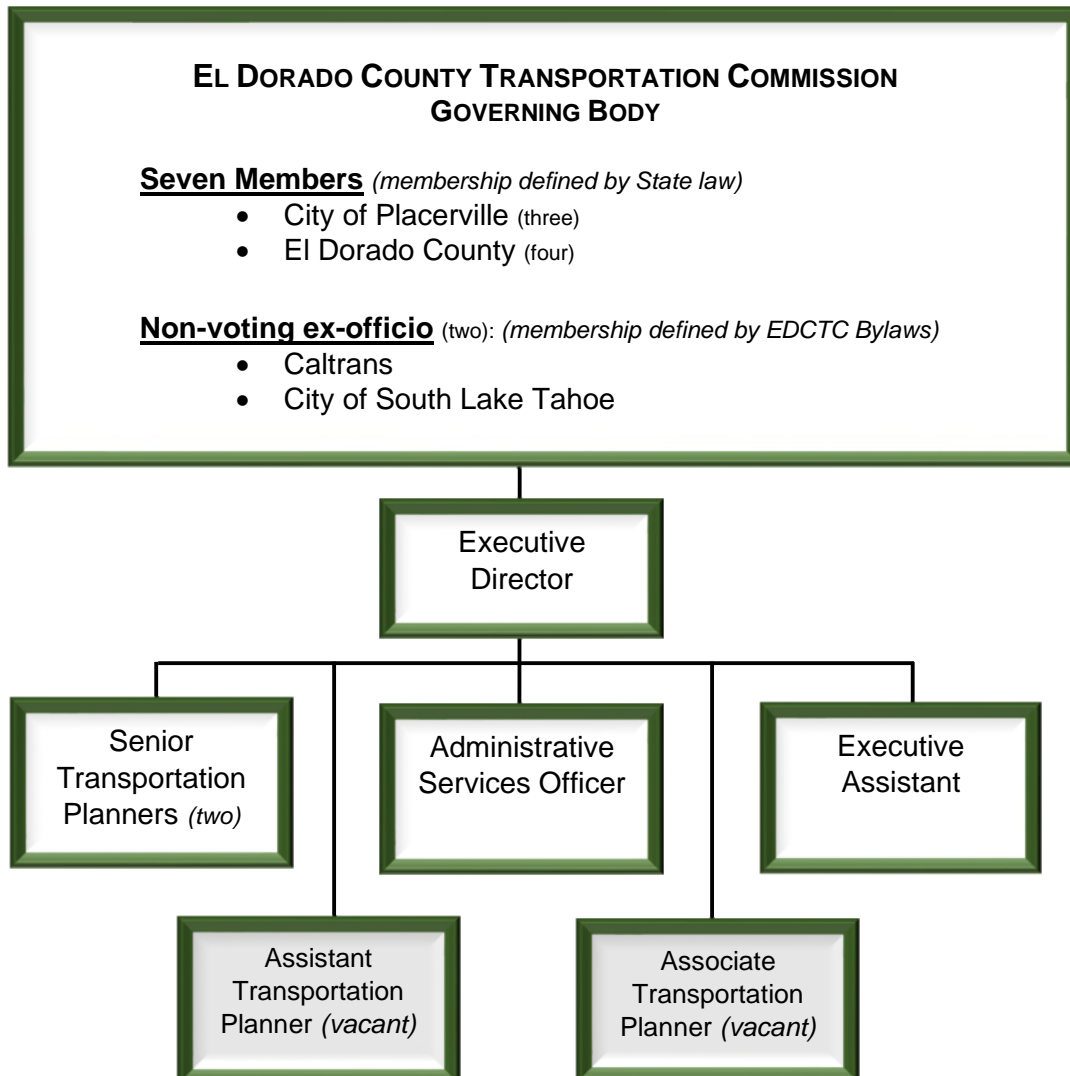 EL DORADO COUNTY TRANSPORTATION COMMISSION
GOVERNING BODY
Seven Members (membership defined by State law)
• City of Placerville (three)
• El Dorado County (four)
Non-voting ex-officio (two): (membership defined by EDCTC Bylaws)
• Caltrans
• City of South Lake Tahoe
Executive
Director
Senior
Transportation
Planners (two)
Administrative
Services Officer
Executive
Assistant
Assistant
Transportation
Planner (vacant)
Associate
Transportation
Planner (vacant)